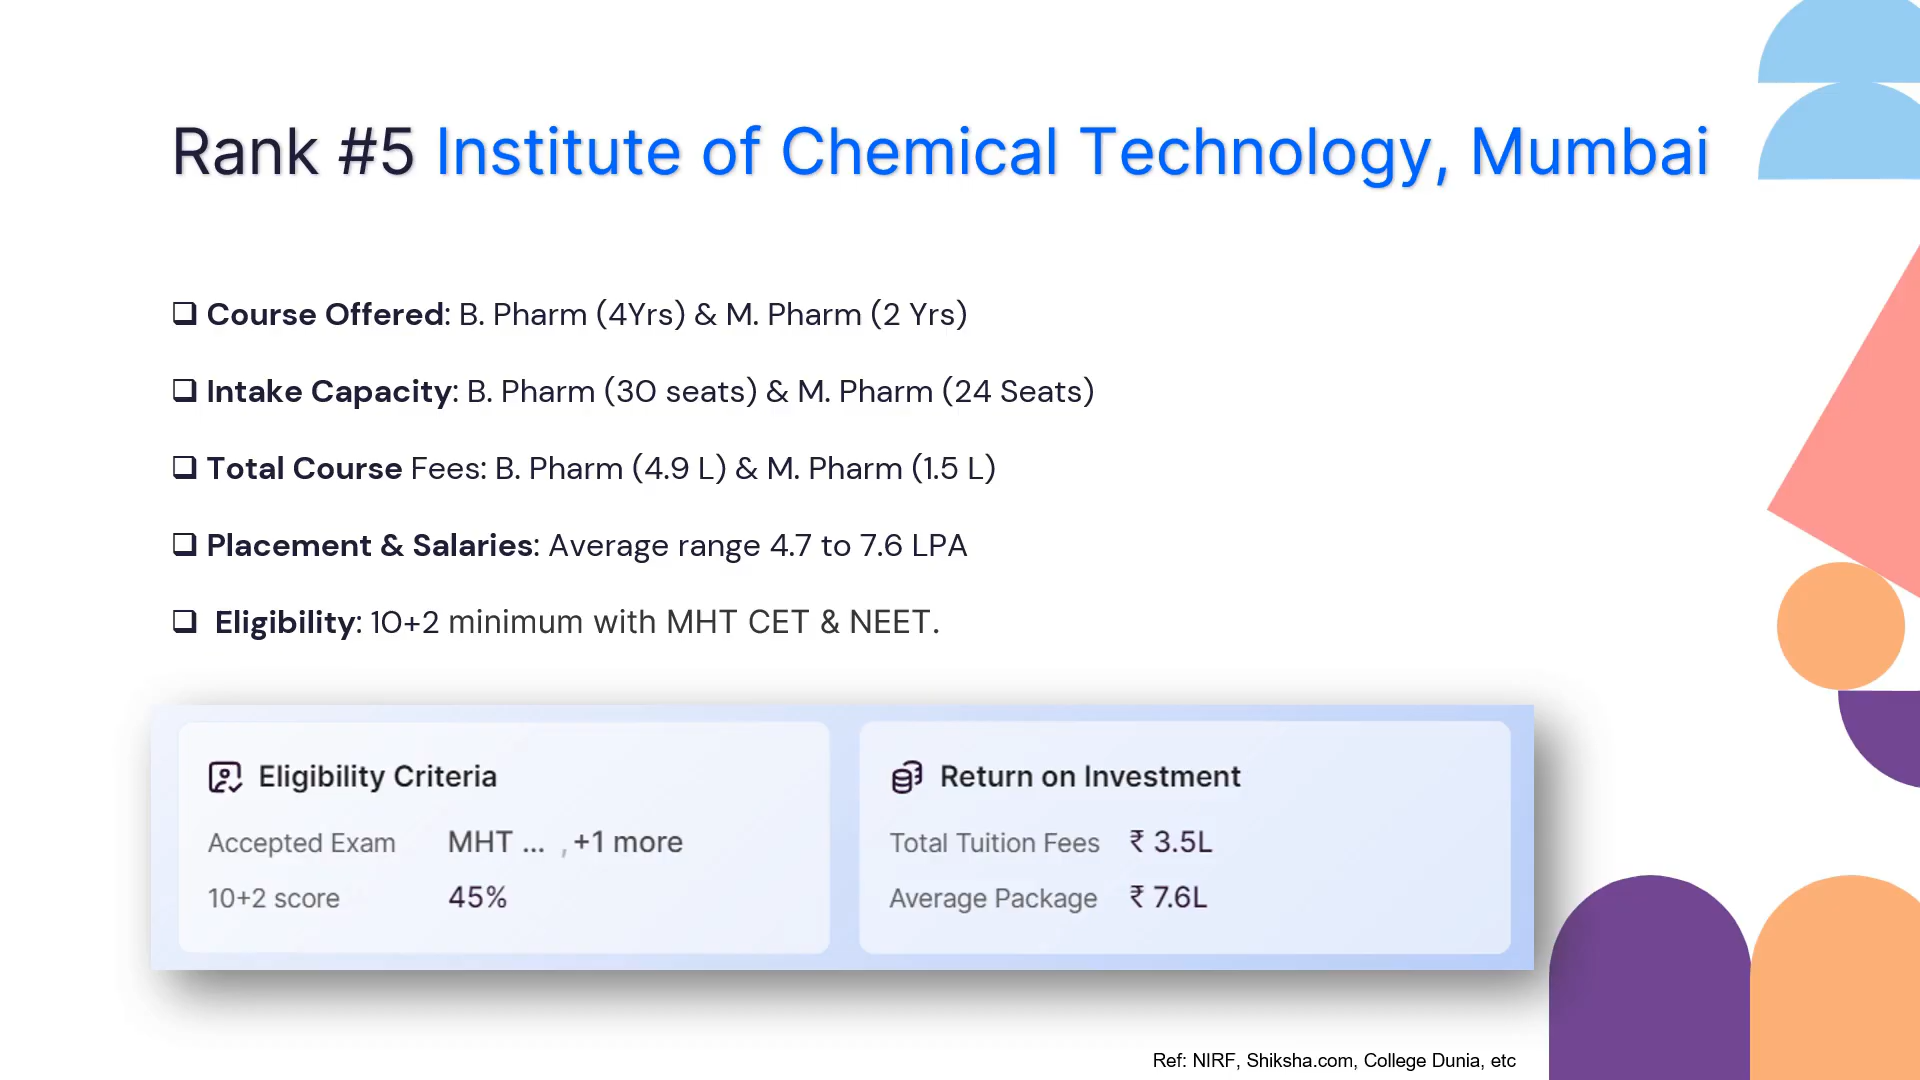 Rank #5 Institute of Chemical Technology, Mumbai
❑ Course Offered: B. Pharm (4Yrs) & M. Pharm (2 Yrs)
❑ Intake Capacity: B. Pharm (30 seats) & M. Pharm (24 Seats)
❑ Total Course Fees: B. Pharm (4.9 L) & M. Pharm (1.5 L)
❑ Placement & Salaries: Average range 4.7 to 7.6 LPA
❑ Eligibility: 10+2 minimum with MHT CET & NEET.
Eligibility Criteria
Accepted Exam MHT ... , +1 more
10+2 score 45%
Return on Investment
Total Tuition Fees ₹ 3.5L
Average Package ₹ 7.6L
Ref: NIRF, Shiksha.com, College Dunia, etc